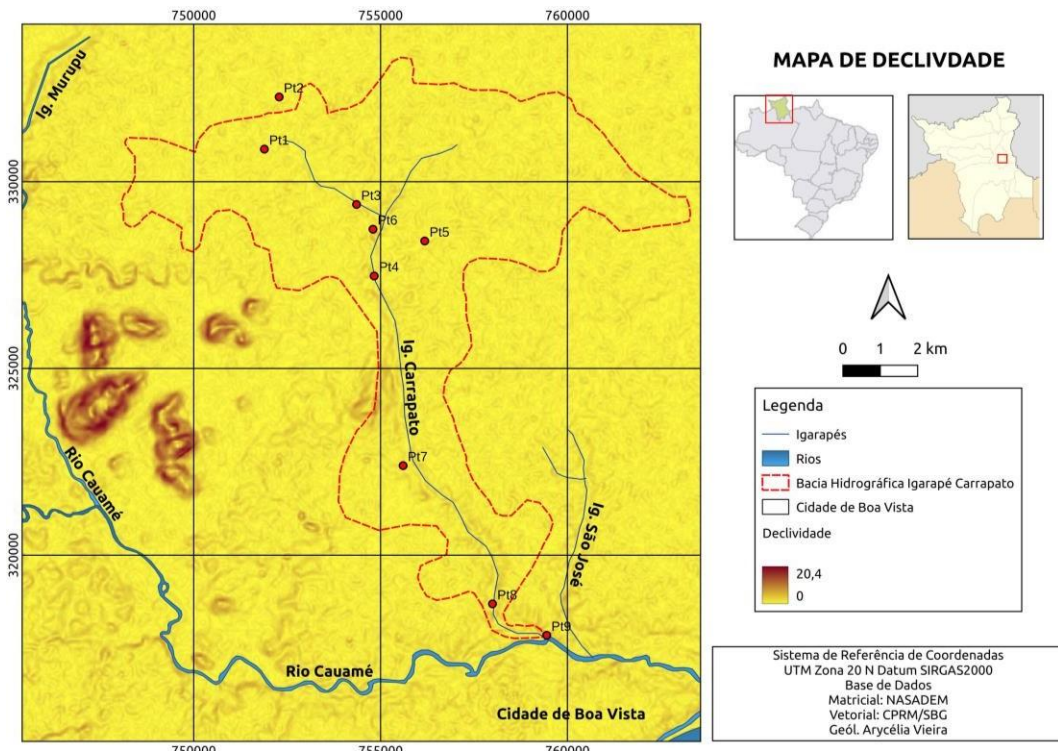 750000 755000 760000
MAPA DE DECLIVDADE
Ig. Murupu
Pt2
Pt1
330000
330000
Pt3
Pt6
Pt5
Pt4
0 1 2 km
325000
325000
Ig. Carrapato
Legenda
Igarapés
Rios
Bacia Hidrográfica Igarapé Carrapato
Cidade de Boa Vista
Declividade
20,4
0
Rio Cauamé
Pt7
Ig. São José
320000
320000
Pt8
Pt9
Rio Cauamé
Cidade de Boa Vista
Sistema de Referência de Coordenadas
UTM Zona 20 N Datum SIRGAS2000
Base de Dados
Matricial: NASADEM
Vetorial: CPRM/SBG
Geól. Arycélia Vieira
750000 755000 760000